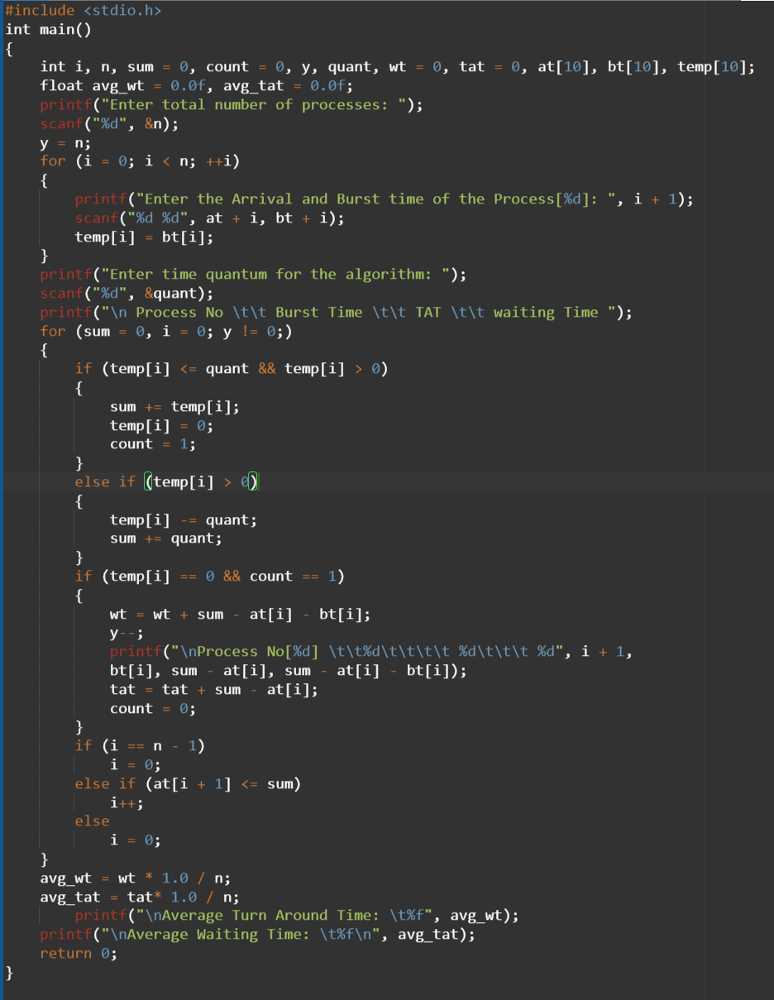 #include <stdio.h>
int main()
{
    int i, n, sum = 0, count = 0, y, quant, wt = 0, tat = 0, at[10], bt[10], temp[10];
    float avg_wt = 0.0f, avg_tat = 0.0f;
    printf("Enter total number of processes: ");
    scanf("%d", &n);
    y = n;
    for (i = 0; i < n; ++i)
    {
        printf("Enter the Arrival and Burst time of the Process[%d]: ", i + 1);
        scanf("%d %d", at + i, bt + i);
        temp[i] = bt[i];
    }
    printf("Enter time quantum for the algorithm: ");
    scanf("%d", &quant);
    printf("\n Process No \t\t Burst Time \t\t TAT \t\t waiting Time ");
    for (sum = 0, i = 0; y != 0;)
    {
        if (temp[i] <= quant && temp[i] > 0)
        {
            sum += temp[i];
            temp[i] = 0;
            count = 1;
        }
        else if (temp[i] > 0)
        {
            temp[i] -= quant;
            sum += quant;
        }
        if (temp[i] == 0 && count == 1)
        {
            wt = wt + sum - at[i] - bt[i];
            y--;
            printf("\nProcess No[%d] \t\t%d\t\t\t\t %d\t\t\t %d", i + 1,
            bt[i], sum - at[i], sum - at[i] - bt[i]);
            tat = tat + sum - at[i];
            count = 0;
        }
        if (i == n - 1)
            i = 0;
        else if (at[i + 1] <= sum)
            i++;
        else
            i = 0;
    }
    avg_wt = wt * 1.0 / n;
    avg_tat = tat* 1.0 / n;
        printf("\nAverage Turn Around Time: \t%f", avg_wt);
    printf("\nAverage Waiting Time: \t%f\n", avg_tat);
    return 0;
}